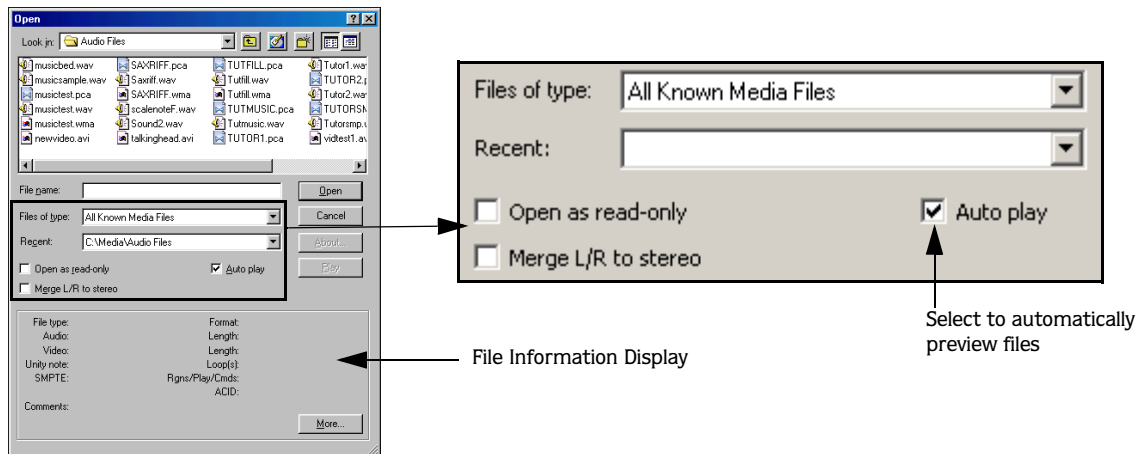 Open
Look in: Audio Files
musicbed.wav SAXRIFF.pca TUTFILL.pca Tutor1.wav
musicsample.wav Saxriff.wav Tutfill.wav TUTOR2.p
musictest.pca SAXRIFF.wma Tutfill.wma Tutor2.wav
musictest.wav scalenoteF.wav TUTMUSIC.pca TUTORSM
musictest.wma Sound2.wav Tutmusic.wav Tutorsmp.
newvideo.avi talkinghead.avi TUTOR1.pca vidtest1.av
File name: Open
Files of type: All Known Media Files Cancel
Recent: C:\Media\Audio Files About...
Open as read-only Auto play Play
Merge L/R to stereo
File type: Format:
Audio: Length:
Video: Length:
Unity note: Loop(s):
SMPTE: Rgns/Play/Cmds:
ACID:
Comments:
More...
Files of type: All Known Media Files
Recent:
Open as read-only Auto play
Merge L/R to stereo
Select to automatically
preview files
File Information Display